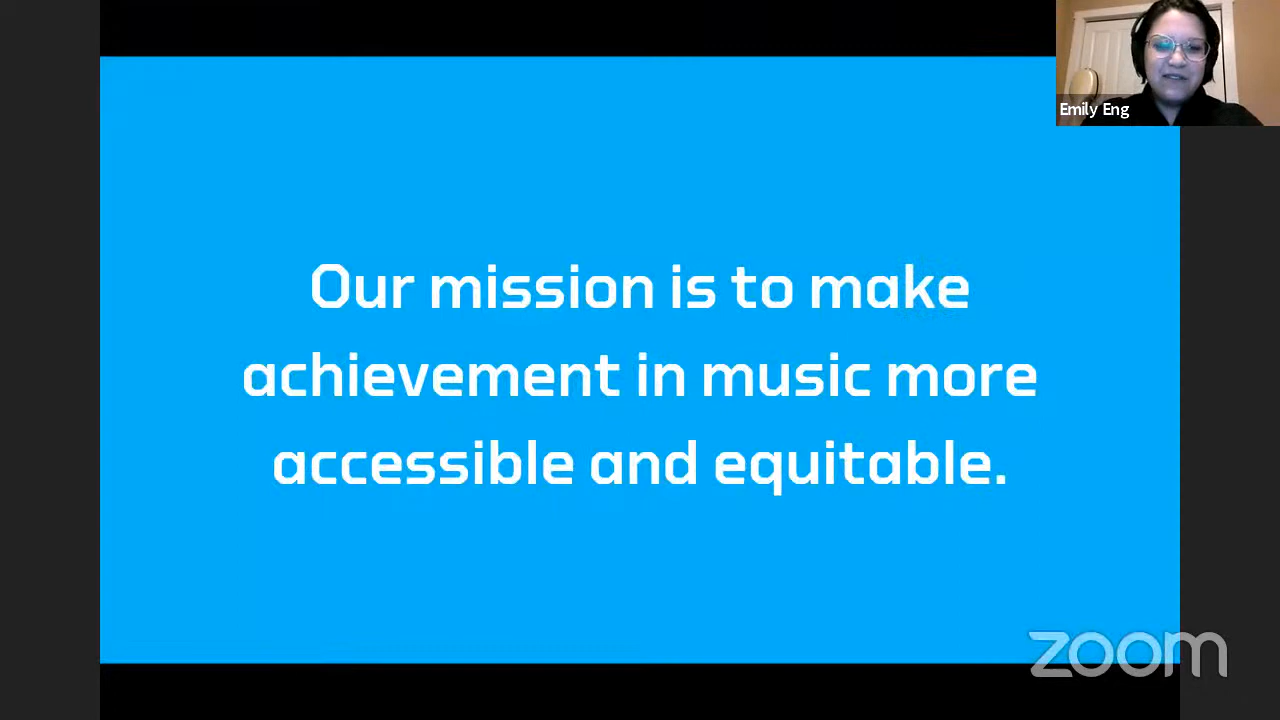 Emily Eng
Our mission is to make
achievement in music more
accessible and equitable.
zoom